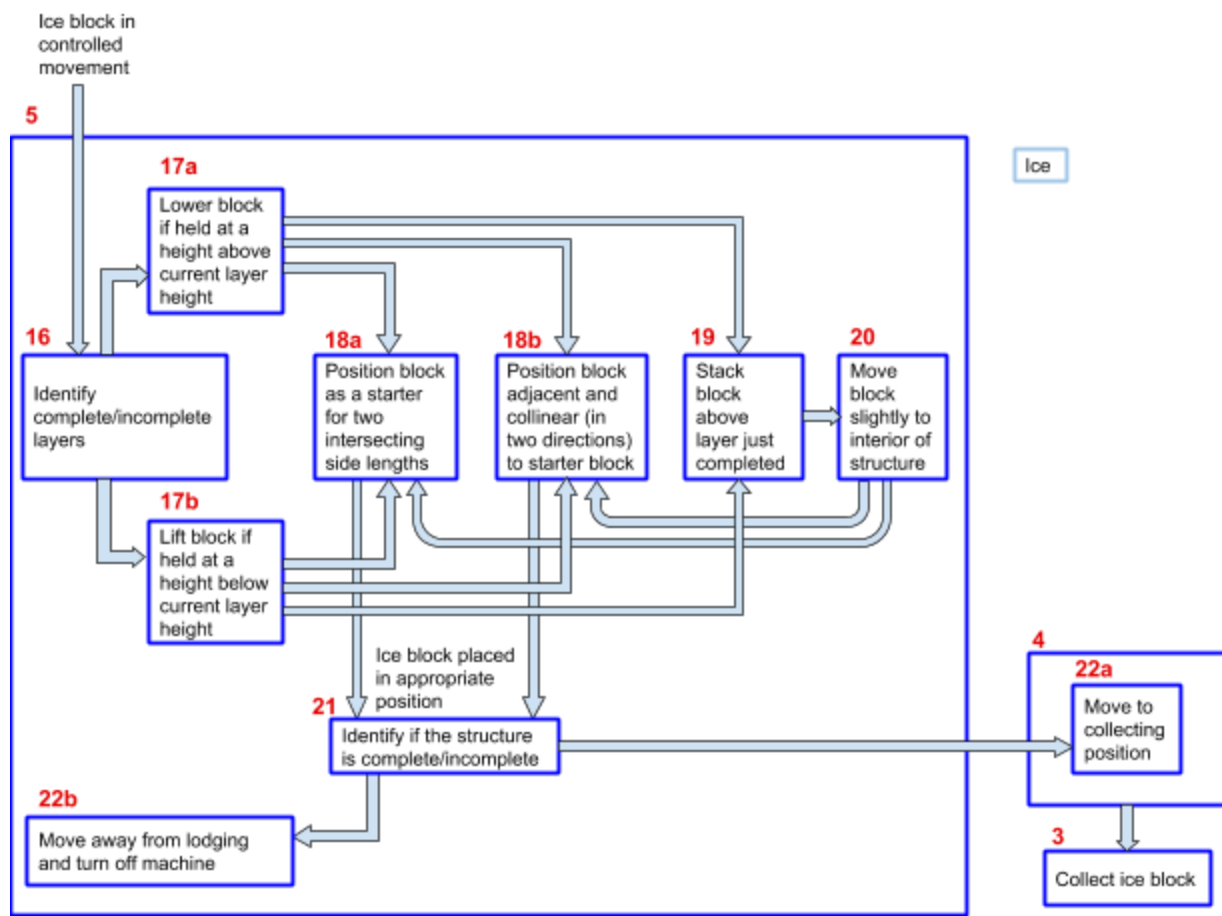 Ice block in
controlled
movement
5
17a
Lower block
if held at a
height above
current layer
height
Ice
16
Identify
complete/incomplete
layers
18a
Position block
as a starter
for two
intersecting
side lengths
18b
Position block
adjacent and
collinear (in
two directions)
to starter block
19
Stack
block
above
layer just
completed
20
Move
block
slightly to
interior of
structure
17b
Lift block if
held at a
height below
current layer
height
Ice block placed
in appropriate
position
21
Identify if the structure
is complete/incomplete
4
22a
Move to
collecting
position
22b
Move away from lodging
and turn off machine
3
Collect ice block